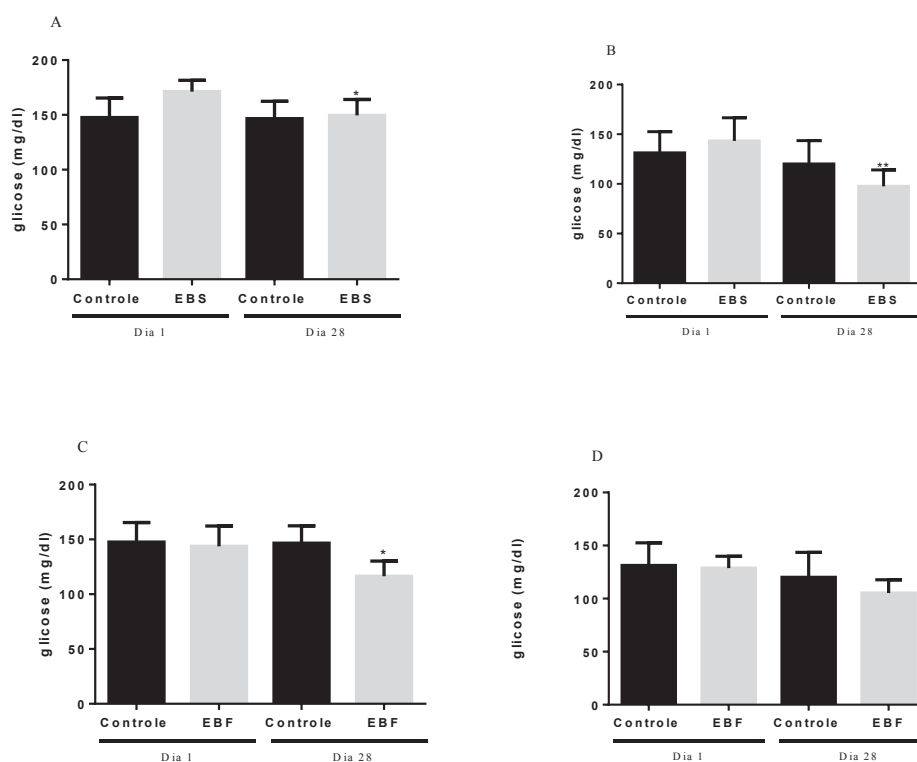 A
glicose (mg/dl)
200
150
100
50
0
*
Controle EBS Controle EBS
Dia 1 Dia 28
B
glicose (mg/dl)
200
150
100
50
0
**
Controle EBS Controle EBS
Dia 1 Dia 28
C
glicose (mg/dl)
200
150
100
50
0
*
Controle EBF Controle EBF
Dia 1 Dia 28
D
glicose (mg/dl)
200
150
100
50
0
Controle EBF Controle EBF
Dia 1 Dia 28